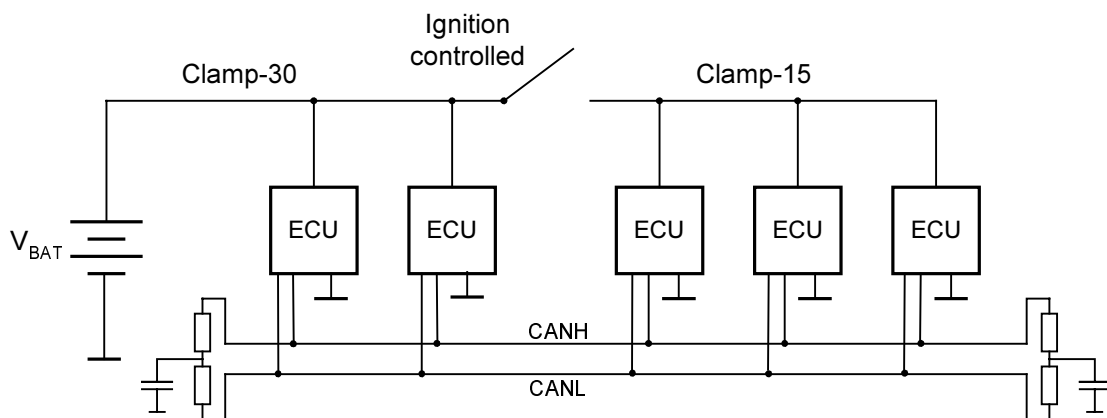 Ignition
controlled
Clamp-30
Clamp-15
ECU
ECU
ECU
ECU
ECU
VBAT
CANH
CANL